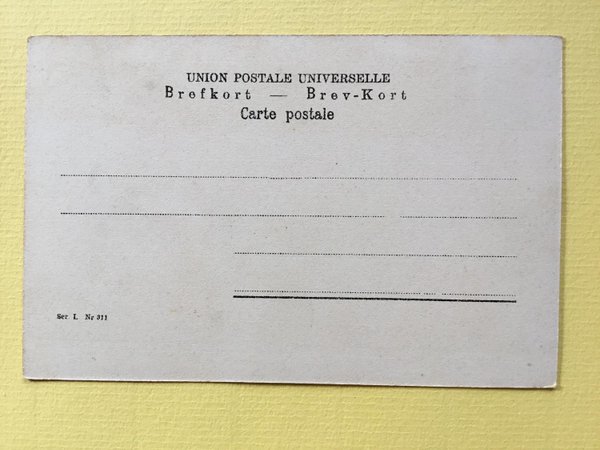 UNION POSTALE UNIVERSELLE
Brefkort — Brev-Kort
Carte postale
Ser I. Nr 311